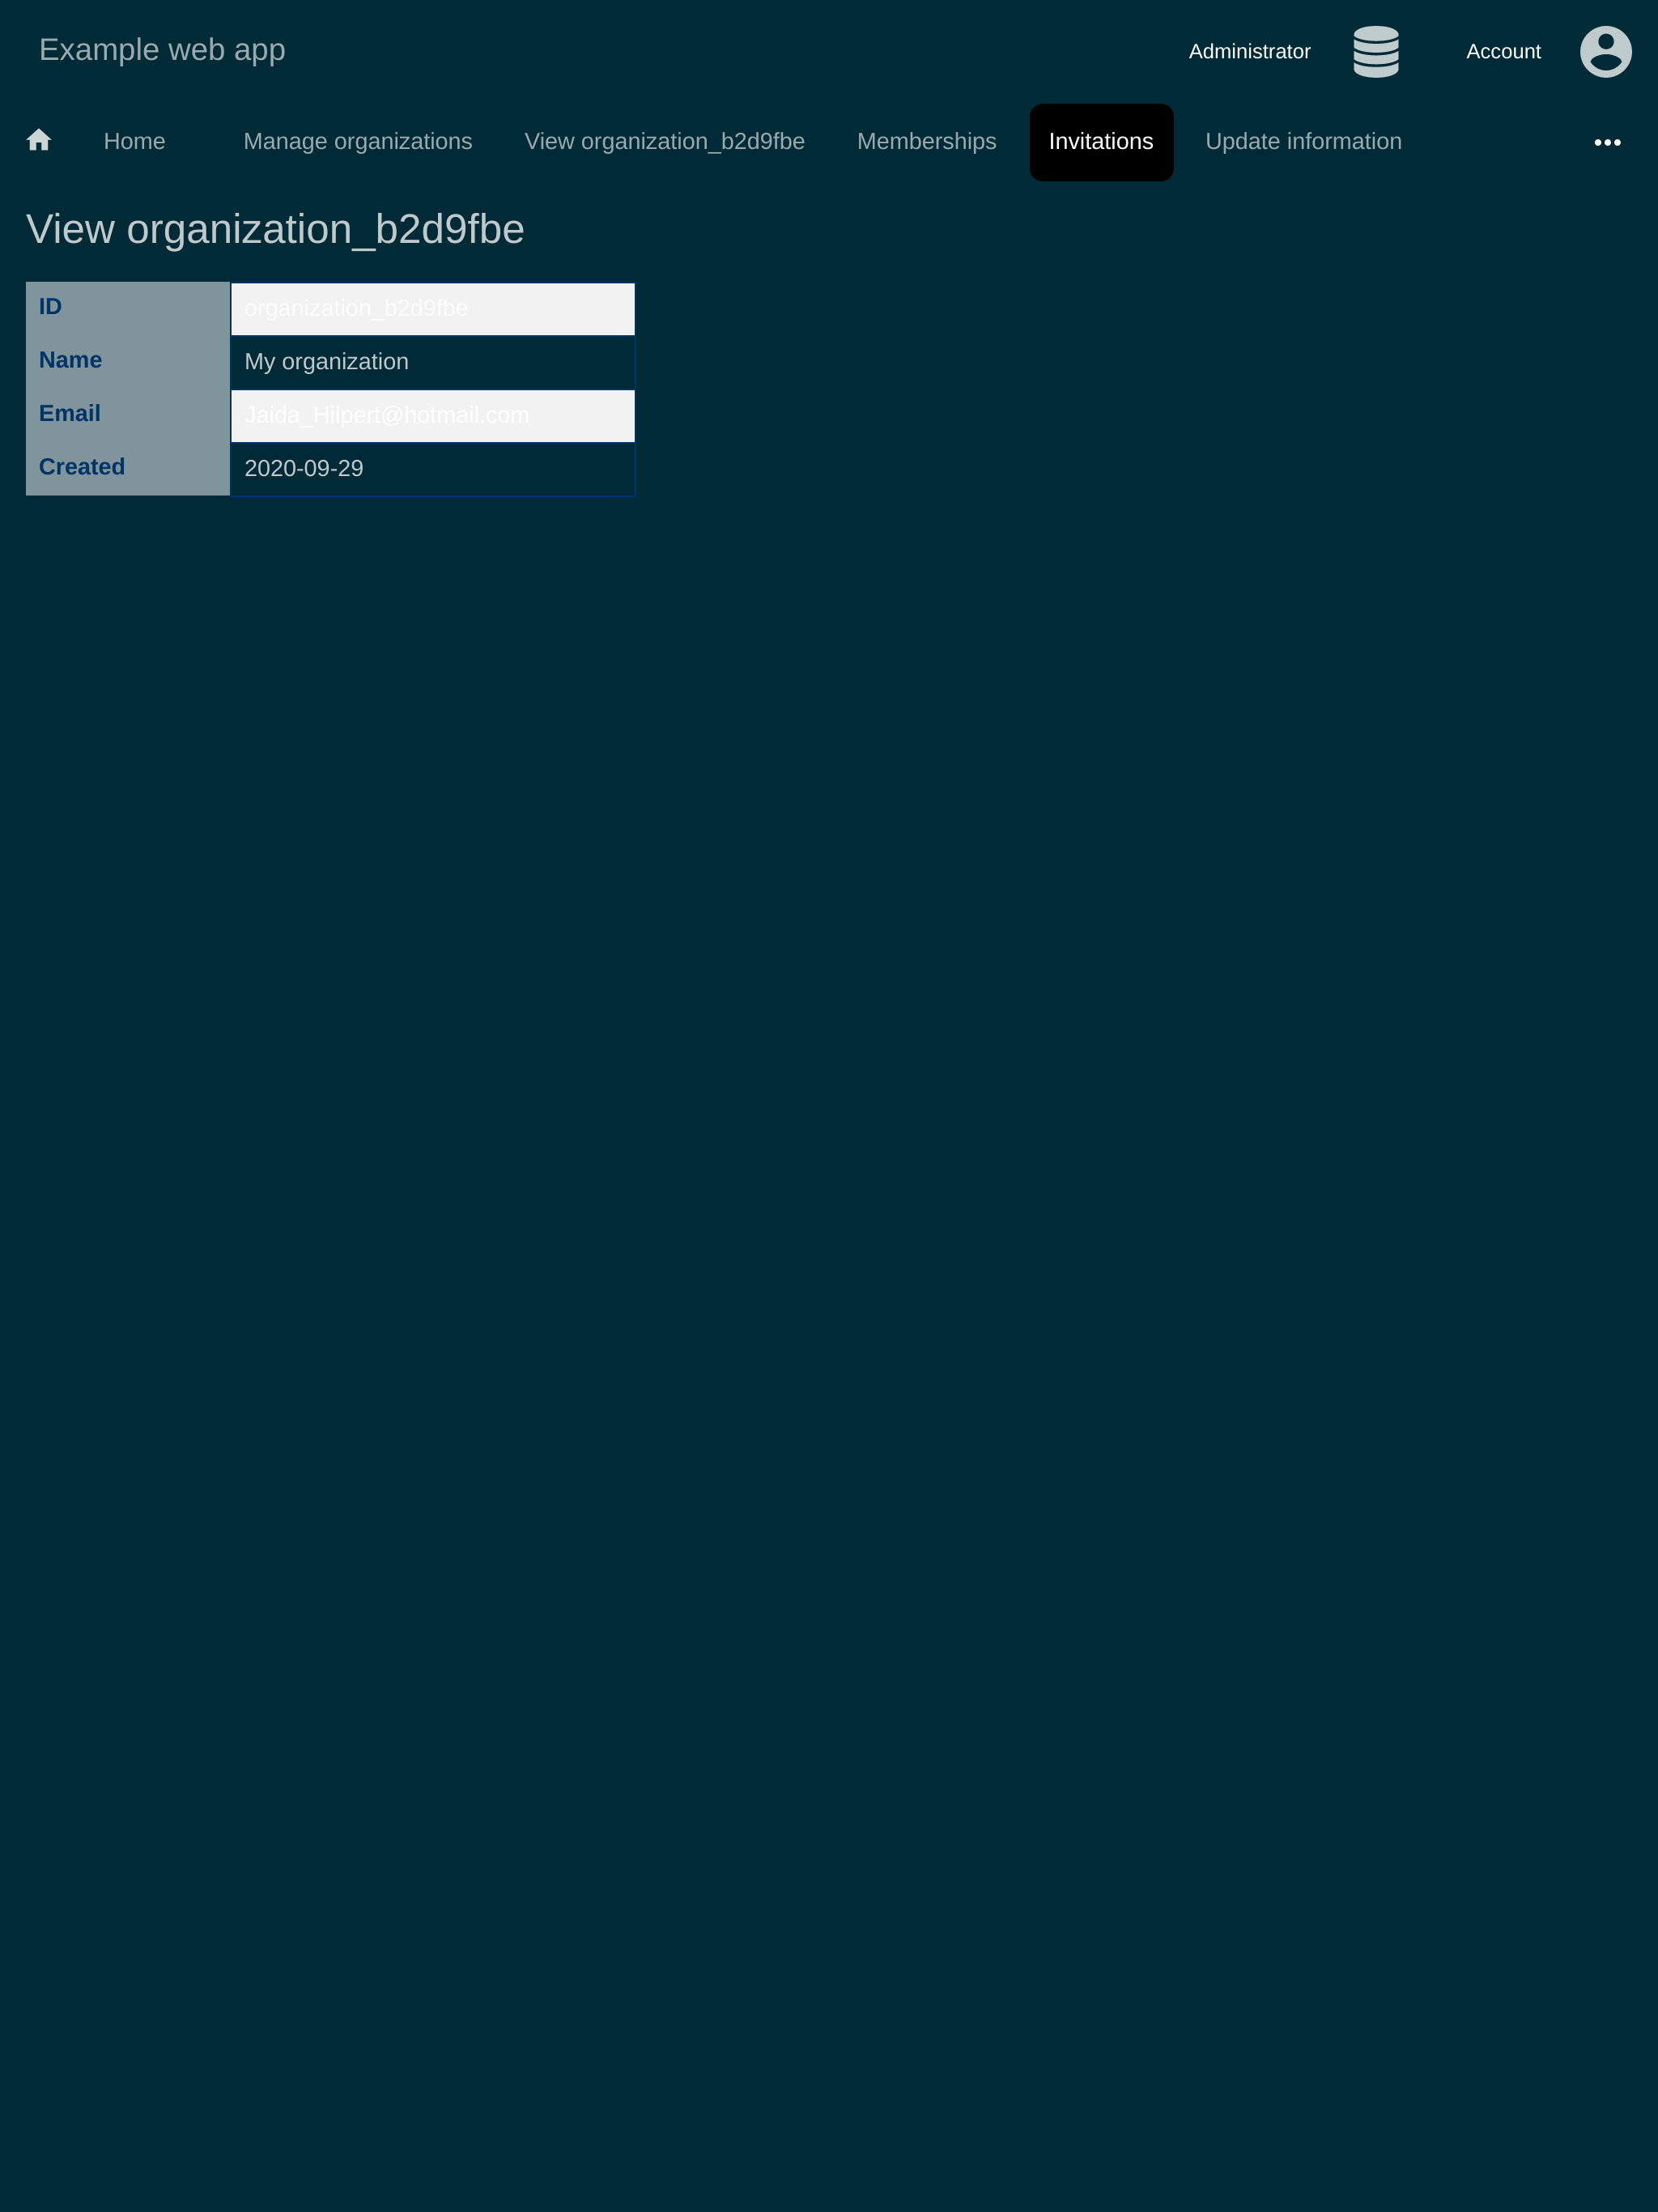 Example web app
Administrator
Account
Home
Manage organizations
View organization_b2d9fbe
Memberships
Invitations
Update information
View organization_b2d9fbe
ID organization_b2d9fbe
Name My organization
Email Jaida_Hilpert@hotmail.com
Created 2020-09-29